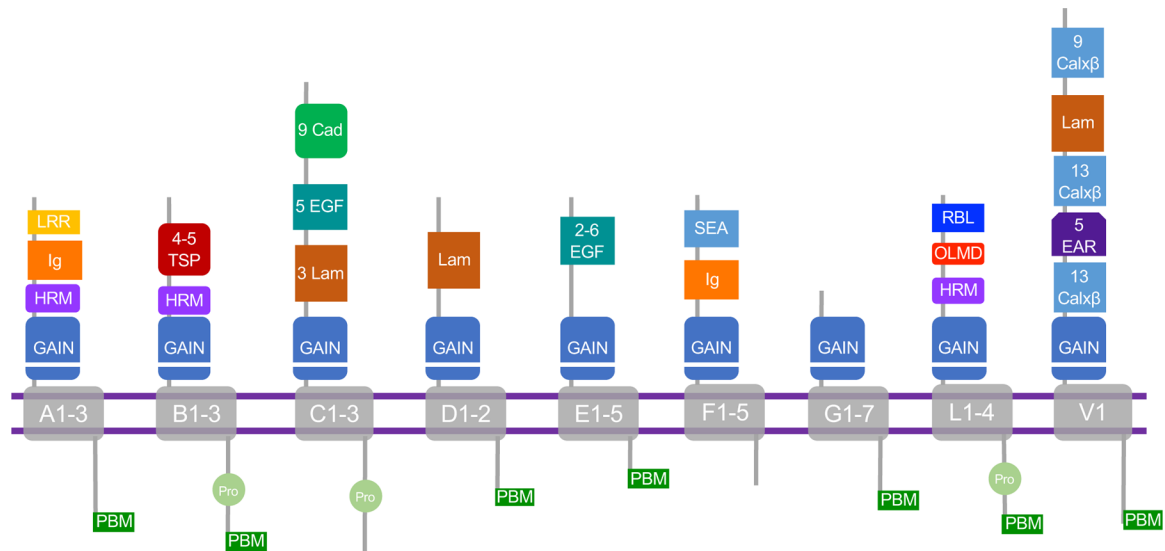 LRR
Ig
HRM
GAIN
A1-3
PBM
4-5
TSP
HRM
GAIN
B1-3
Pro
PBM
9 Cad
5 EGF
3 Lam
GAIN
C1-3
Pro
Lam
GAIN
D1-2
PBM
2-6
EGF
GAIN
E1-5
PBM
SEA
Ig
GAIN
F1-5
GAIN
G1-7
PBM
RBL
OLMD
HRM
GAIN
L1-4
Pro
PBM
9
Calxβ
Lam
13
Calxβ
5
EAR
13
Calxβ
GAIN
V1
PBM